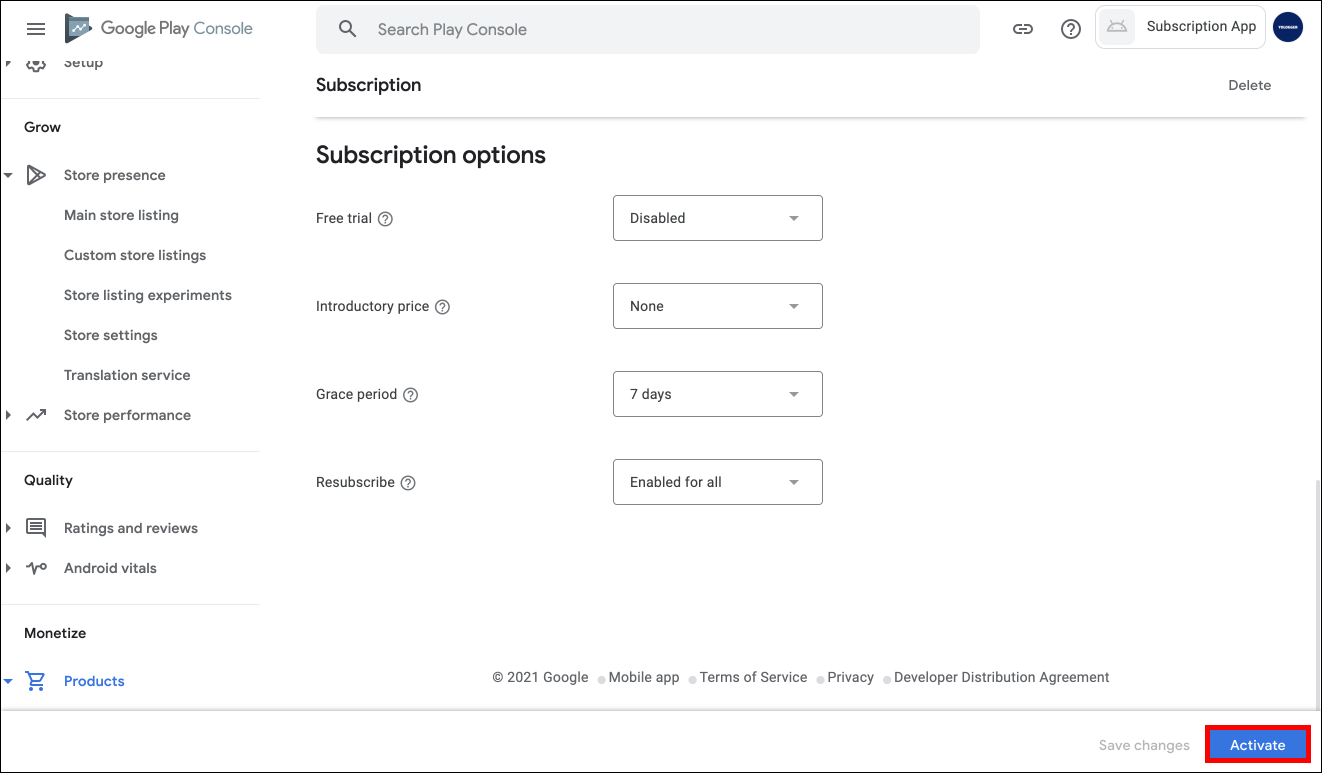 Google Play Console
Search Play Console
Subscription App
Setup
Grow
Store presence
Main store listing
Custom store listings
Store listing experiments
Store settings
Translation service
Store performance
Quality
Ratings and reviews
Android vitals
Monetize
Products
Subscription
Delete
Subscription options
Free trial
Disabled
Introductory price
None
Grace period
7 days
Resubscribe
Enabled for all
© 2021 Google Mobile app Terms of Service Privacy Developer Distribution Agreement
Save changes
Activate